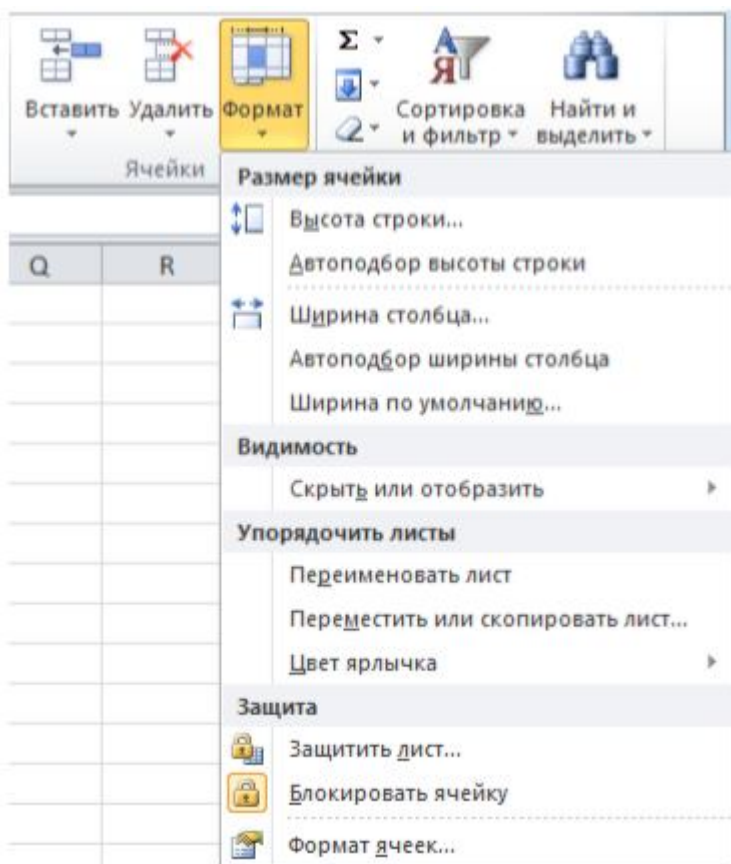 Σ
Вставить Удалить Формат
Сортировка и фильтр
Найти и выделить
Ячейки
Q R
Размер ячейки
Высота строки...
Автоподбор высоты строки
Ширина столбца...
Автоподбор ширины столбца
Ширина по умолчанию...
Видимость
Скрыть или отобразить
Упорядочить листы
Переименовать лист
Переместить или скопировать лист...
Цвет ярлычка
Защита
Защитить лист...
Блокировать ячейку
Формат ячеек...